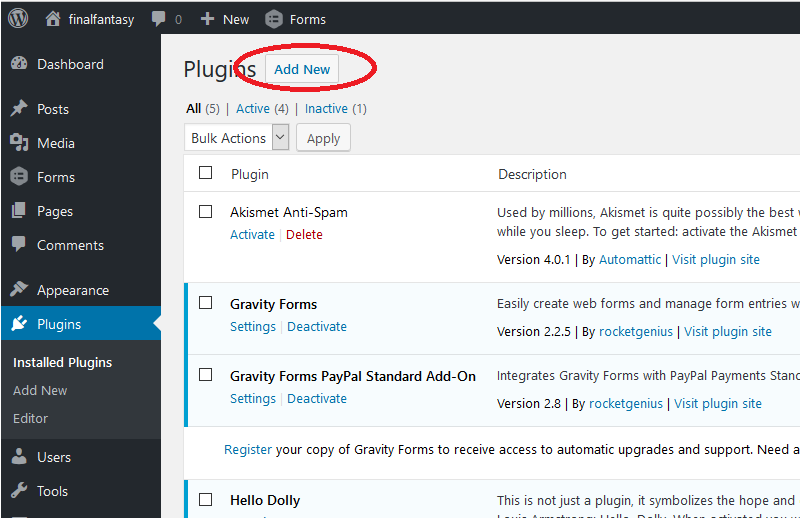 finalfantasy 0 + New Forms
Plugins Add New
All (5) | Active (4) | Inactive (1)
Bulk Actions Apply
Dashboard
Posts
Media
Forms
Pages
Comments
Appearance
Plugins
Installed Plugins
Add New
Editor
Users
Tools
Plugin Description
Akismet Anti-Spam
Activate | Delete
Used by millions, Akismet is quite possibly the best
while you sleep. To get started: activate the Akismet
Version 4.0.1 | By Automattic | Visit plugin site
Gravity Forms
Settings | Deactivate
Easily create web forms and manage form entries
Version 2.2.5 | By rocketgenius | Visit plugin site
Gravity Forms PayPal Standard Add-On
Settings | Deactivate
Integrates Gravity Forms with PayPal Payments
Version 2.8 | By rocketgenius | Visit plugin site
Register your copy of Gravity Forms to receive access to automatic upgrades and support. Need
Hello Dolly
This is not just a plugin, it symbolizes the hope and